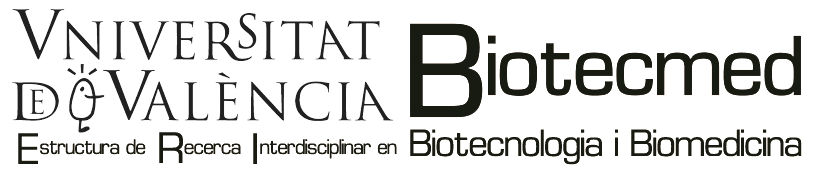 VNIVERSITAT
DE VALÈNCIA
Biotecmed
Estructura de Recerca Interdisciplinar en Biotecnologia i Biomedicina